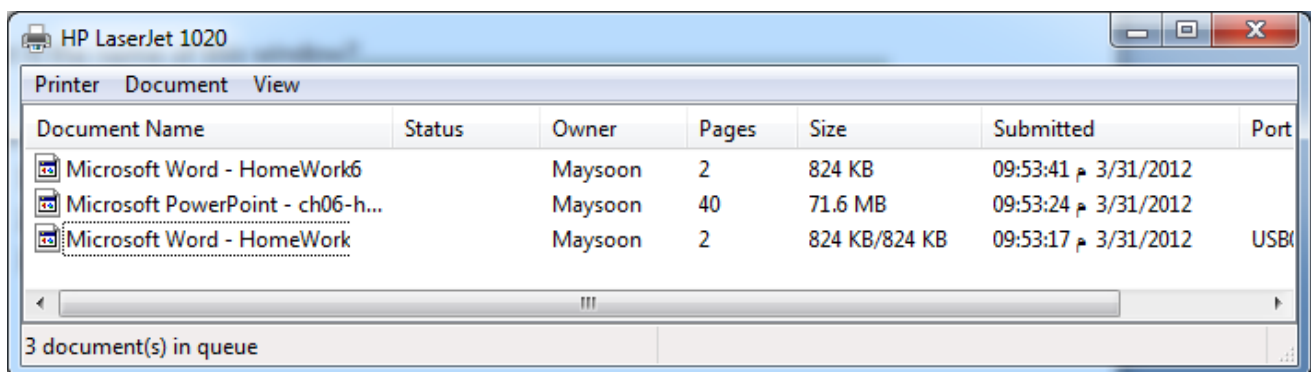 HP LaserJet 1020
Printer Document View
Document Name Status Owner Pages Size Submitted Port
Microsoft Word - HomeWork6 Maysoon 2 824 KB 09:53:41 م 3/31/2012
Microsoft PowerPoint - ch06-h... Maysoon 40 71.6 MB 09:53:24 م 3/31/2012
Microsoft Word - HomeWork Maysoon 2 824 KB/824 KB 09:53:17 م 3/31/2012
3 document(s) in queue